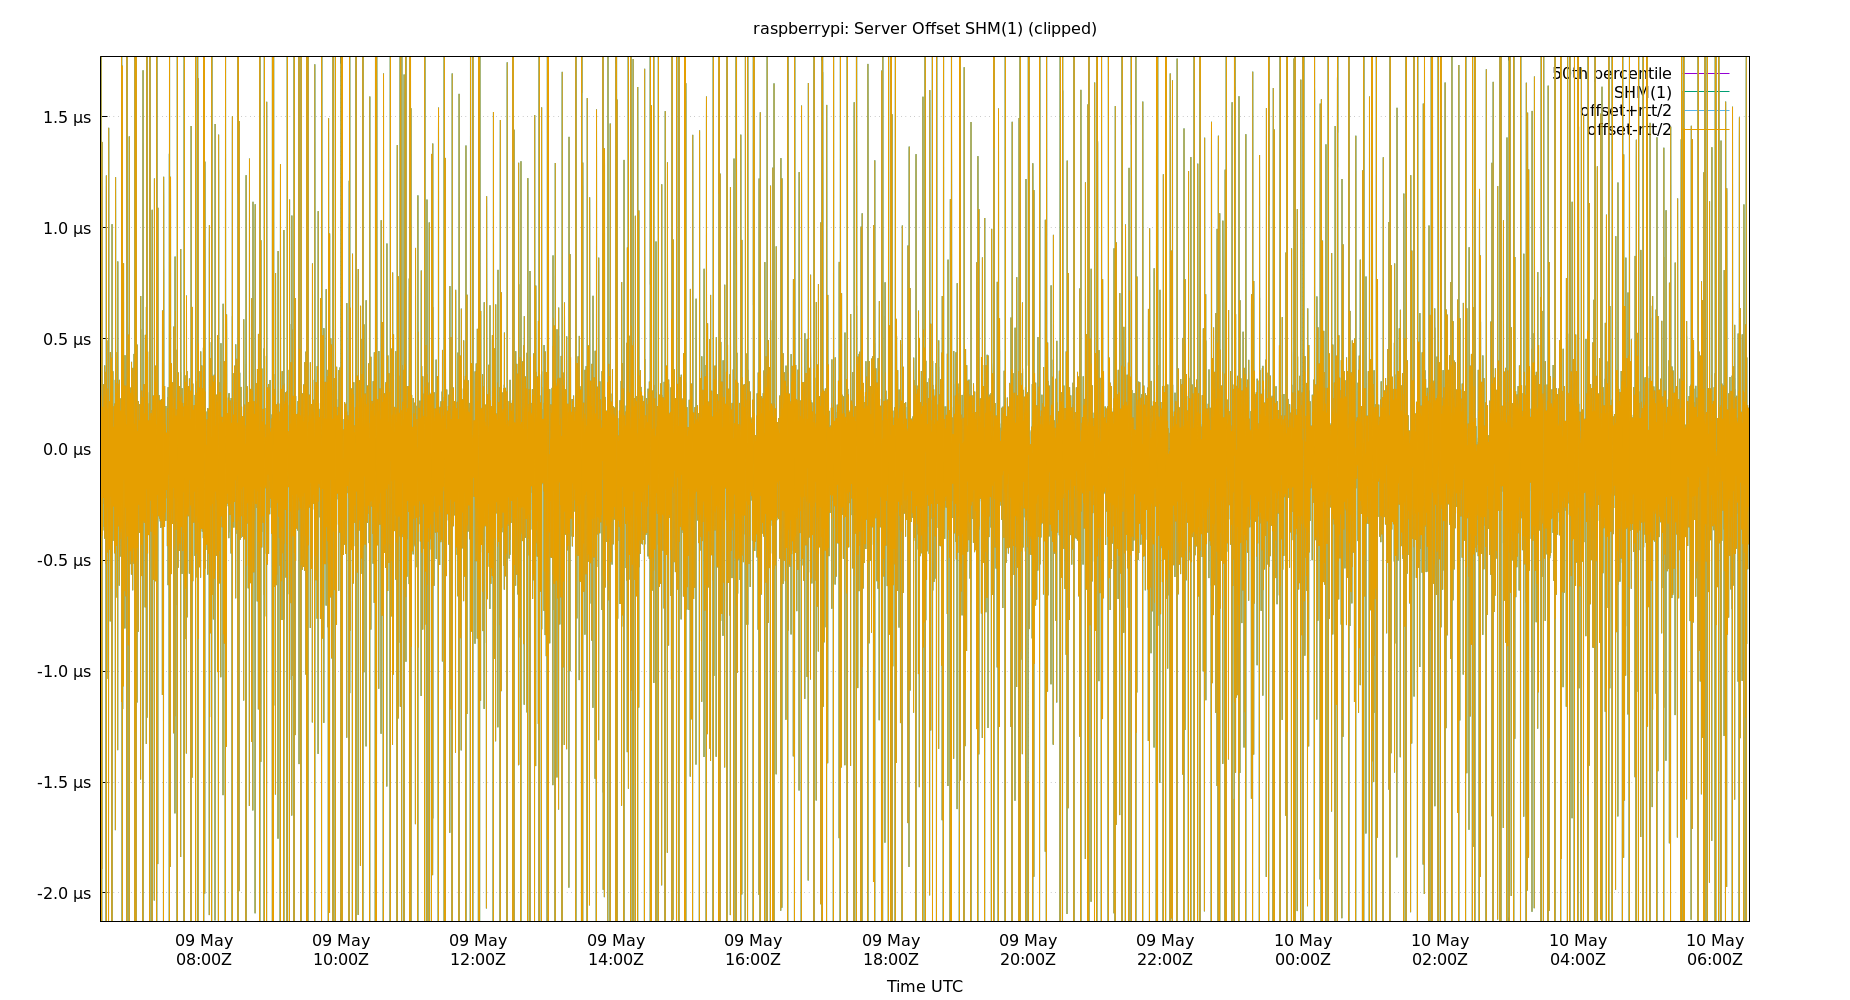 raspberrypi: Server Offset SHM(1) (clipped)
50th percentile
SHM(1)
offset+rtt/2
offset-rtt/2
1.5 μs
1.0 μs
0.5 μs
0.0 μs
-0.5 μs
-1.0 μs
-1.5 μs
-2.0 μs
09 May 09 May 09 May 09 May 09 May 09 May 09 May 09 May 10 May 10 May 10 May 10 May
08:00Z 10:00Z 12:00Z 14:00Z 16:00Z 18:00Z 20:00Z 22:00Z 00:00Z 02:00Z 04:00Z 06:00Z
Time UTC